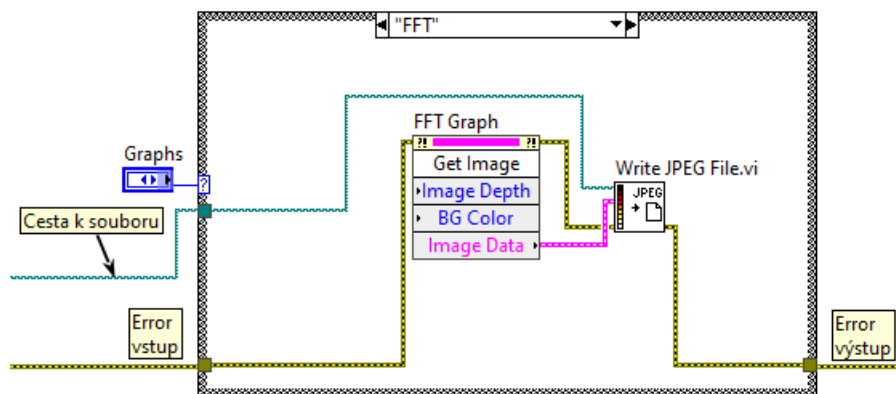 "FFT"
FFT Graph
Graphs
Get Image
Write JPEG File.vi
Image Depth
JPEG
BG Color
Cesta k souboru
Image Data
Error
vstup
Error
výstup